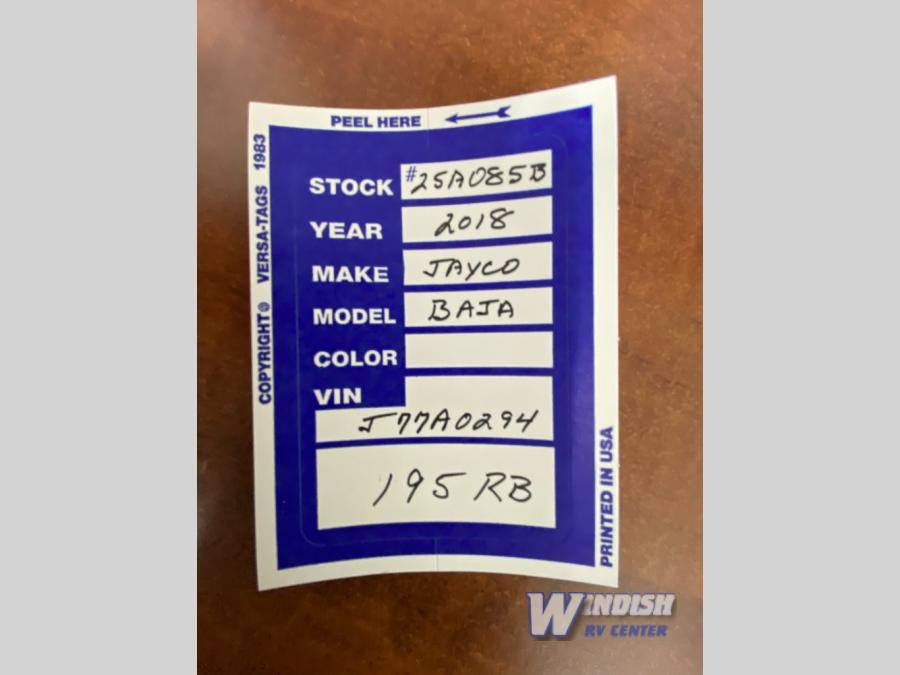 PEEL HERE
COPYRIGHT © VERSA-TAGS 1983
STOCK #25A085B
YEAR 2018
MAKE JAYCO
MODEL BAJA
COLOR
VIN
J77A0294
195 RB
PRINTED IN USA
WINDISH
RV CENTER